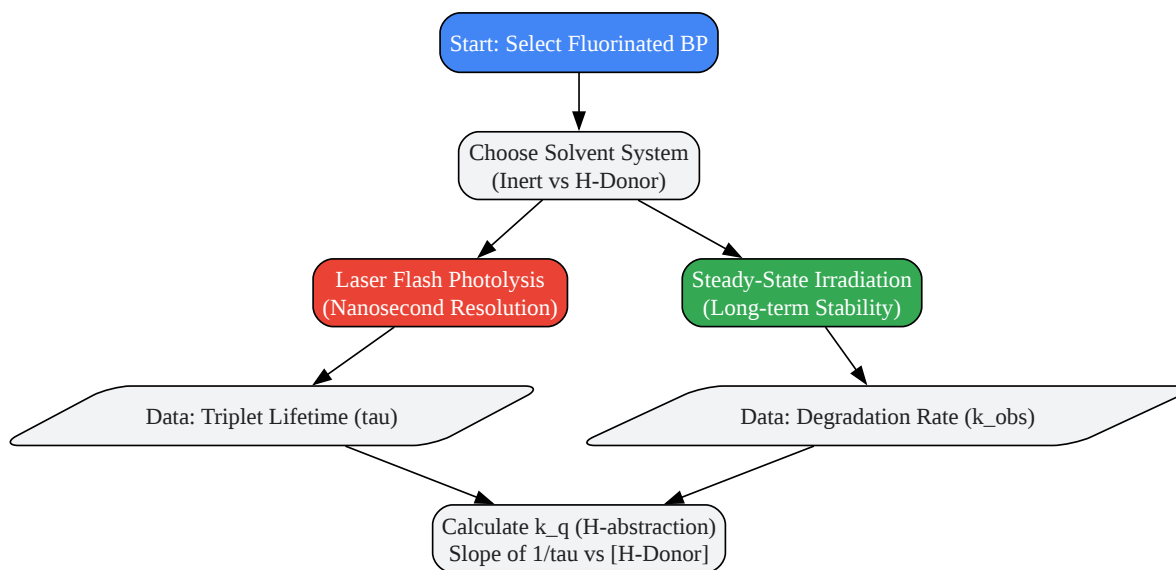 Start: Select Fluorinated BP
Choose Solvent System
(Inert vs H-Donor)
Laser Flash Photolysis
(Nanosecond Resolution)
Steady-State Irradiation
(Long-term Stability)
Data: Triplet Lifetime (tau)
Data: Degradation Rate (k_obs)
Calculate k_q (H-abstraction)
Slope of 1/tau vs [H-Donor]